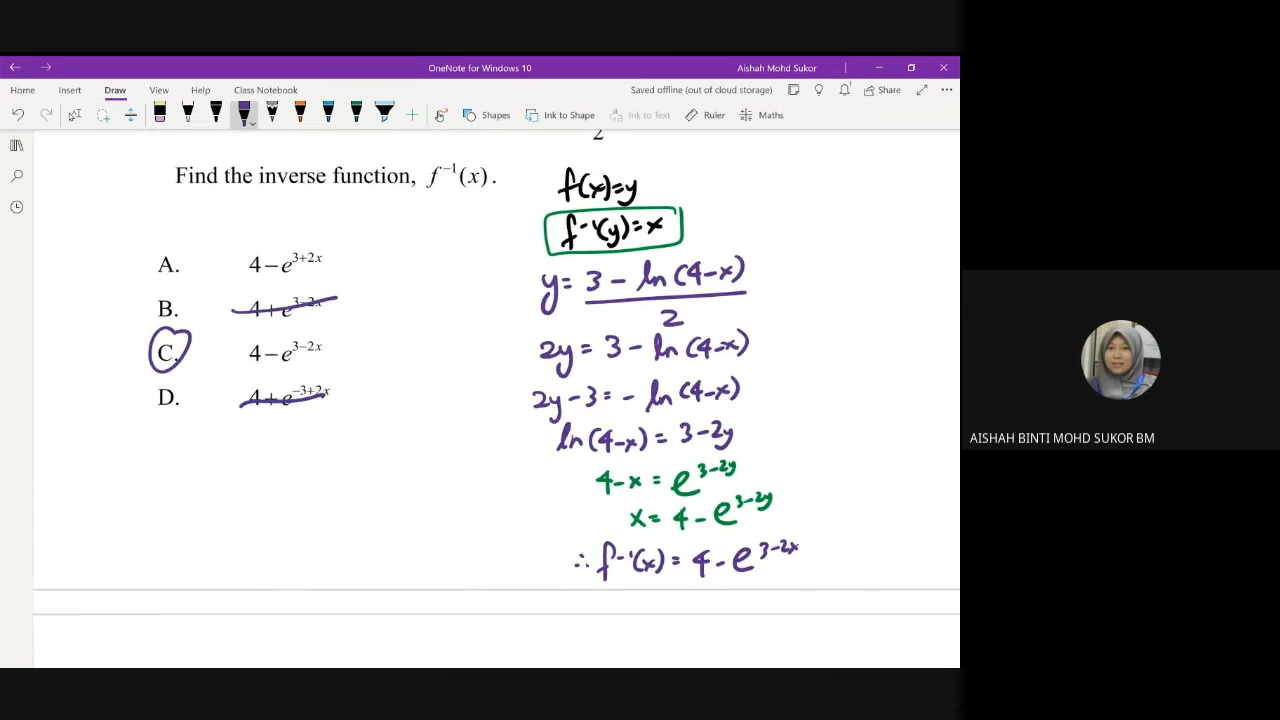 OneNote for Windows 10
Aishah Mohd Sukor
Home Insert Draw View Help Class Notebook
Saved offline (out of cloud storage)
Share
Shapes Ink to Shape Ink to Text Ruler Maths
2
Find the inverse function, f⁻¹(x).
A. 4 − e^(3+2x)
B. 4 + e^(3−2x)
C. 4 − e^(3−2x)
D. 4 + e^(−3+2x)
f(x)=y
f⁻¹(y)=x
y = 3 − ln(4−x)
2
2y = 3 − ln(4−x)
2y − 3 = − ln(4−x)
ln(4−x) = 3−2y
4−x = e^(3−2y)
x = 4 − e^(3−2y)
∴ f⁻¹(x) = 4 − e^(3−2x)
AISHAH BINTI MOHD SUKOR BM